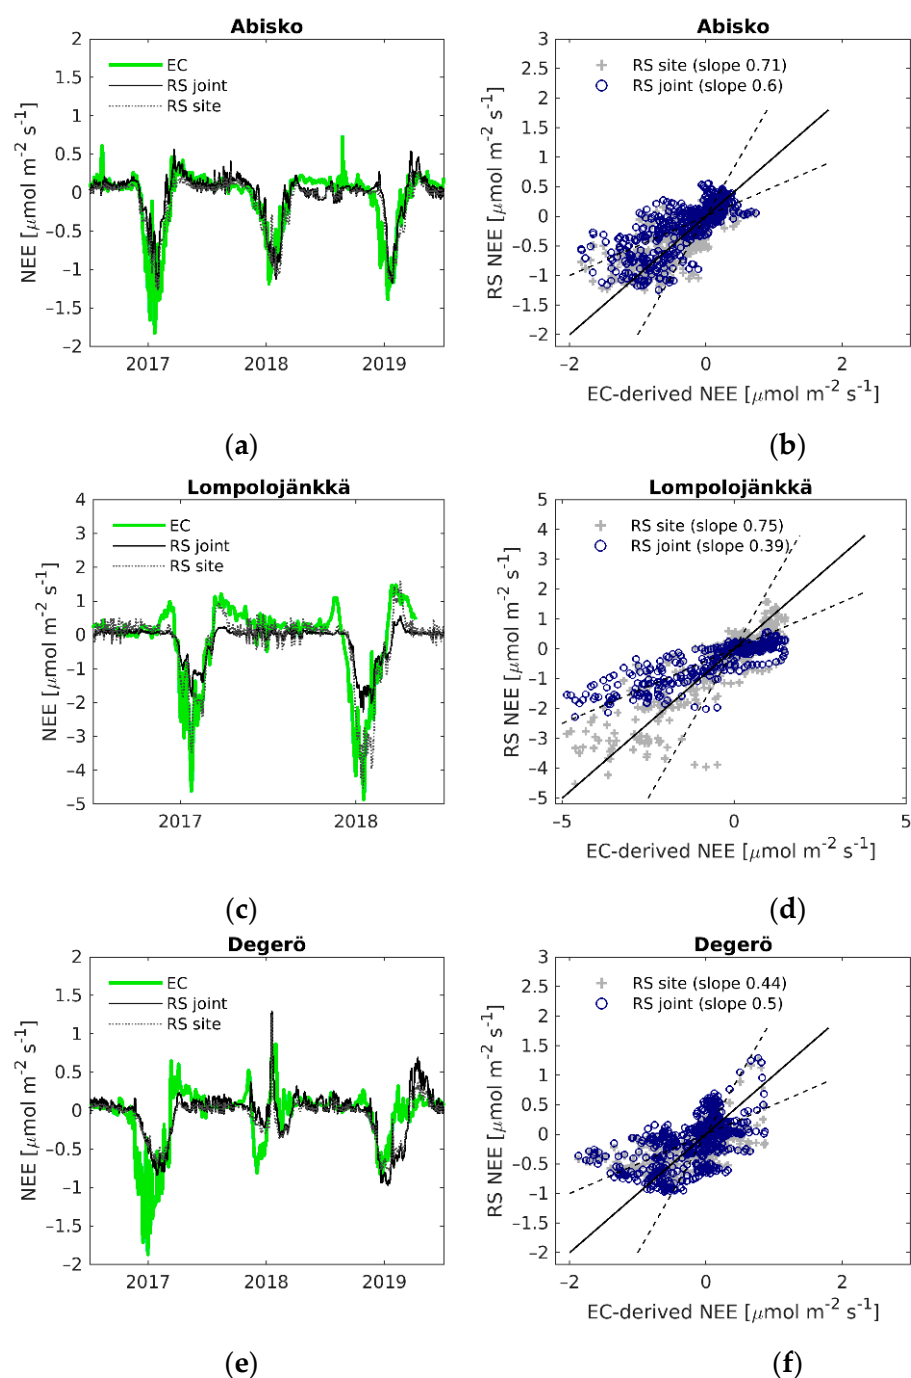 Abisko
2
1.5
1
0.5
0
−0.5
−1
−1.5
−2
NEE [μmol m⁻² s⁻¹]
EC
RS joint
RS site
2017 2018 2019
(a)
Abisko
3
2.5
2
1.5
1
0.5
0
−0.5
−1
−1.5
−2
RS NEE [μmol m⁻² s⁻¹]
RS site (slope 0.71)
RS joint (slope 0.6)
−2 0 2
EC-derived NEE [μmol m⁻² s⁻¹]
(b)
Lompolojänkkä
4
3
2
1
0
−1
−2
−3
−4
−5
NEE [μmol m⁻² s⁻¹]
EC
RS joint
RS site
2017 2018
(c)
Lompolojänkkä
5
4
3
2
1
0
−1
−2
−3
−4
−5
RS NEE [μmol m⁻² s⁻¹]
RS site (slope 0.75)
RS joint (slope 0.39)
−5 0 5
EC-derived NEE [μmol m⁻² s⁻¹]
(d)
Degerö
2
1.5
1
0.5
0
−0.5
−1
−1.5
−2
NEE [μmol m⁻² s⁻¹]
EC
RS joint
RS site
2017 2018 2019
(e)
Degerö
3
2.5
2
1.5
1
0.5
0
−0.5
−1
−1.5
−2
RS NEE [μmol m⁻² s⁻¹]
RS site (slope 0.44)
RS joint (slope 0.5)
−2 0 2
EC-derived NEE [μmol m⁻² s⁻¹]
(f)